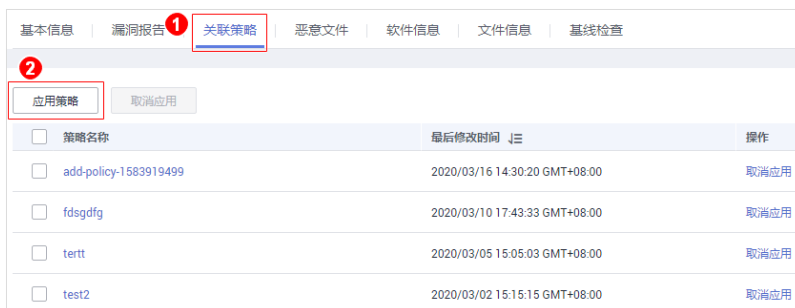 基本信息 漏洞报告 1 关联策略 恶意文件 软件信息 文件信息 基线检查
2
应用策略 取消应用
策略名称 最后修改时间 操作
add-policy-1583919499 2020/03/16 14:30:20 GMT+08:00 取消应用
fdsgdfg 2020/03/10 17:43:33 GMT+08:00 取消应用
tertt 2020/03/05 15:05:03 GMT+08:00 取消应用
test2 2020/03/02 15:15:15 GMT+08:00 取消应用